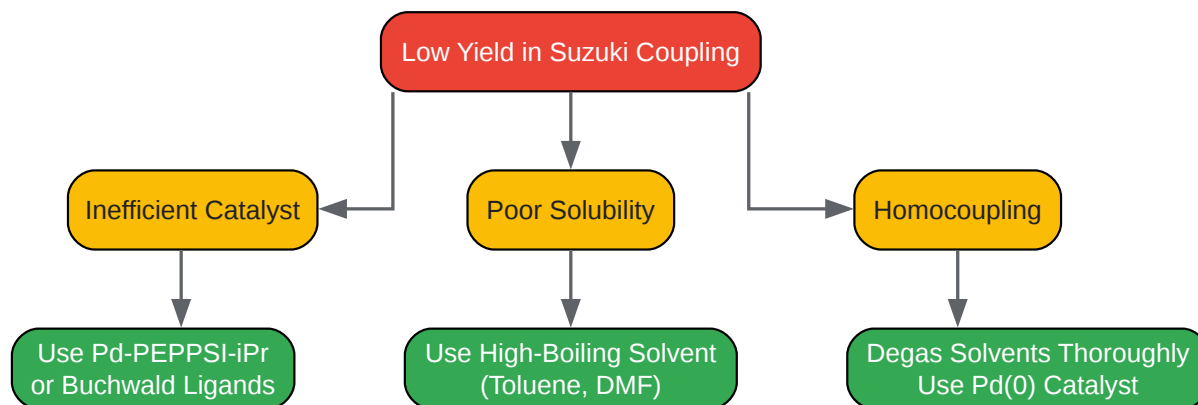 Low Yield in Suzuki Coupling
Inefficient Catalyst
Poor Solubility
Homocoupling
Use Pd-PEPPSI-iPr
or Buchwald Ligands
Use High-Boiling Solvent
(Toluene, DMF)
Degas Solvents Thoroughly
Use Pd(0) Catalyst